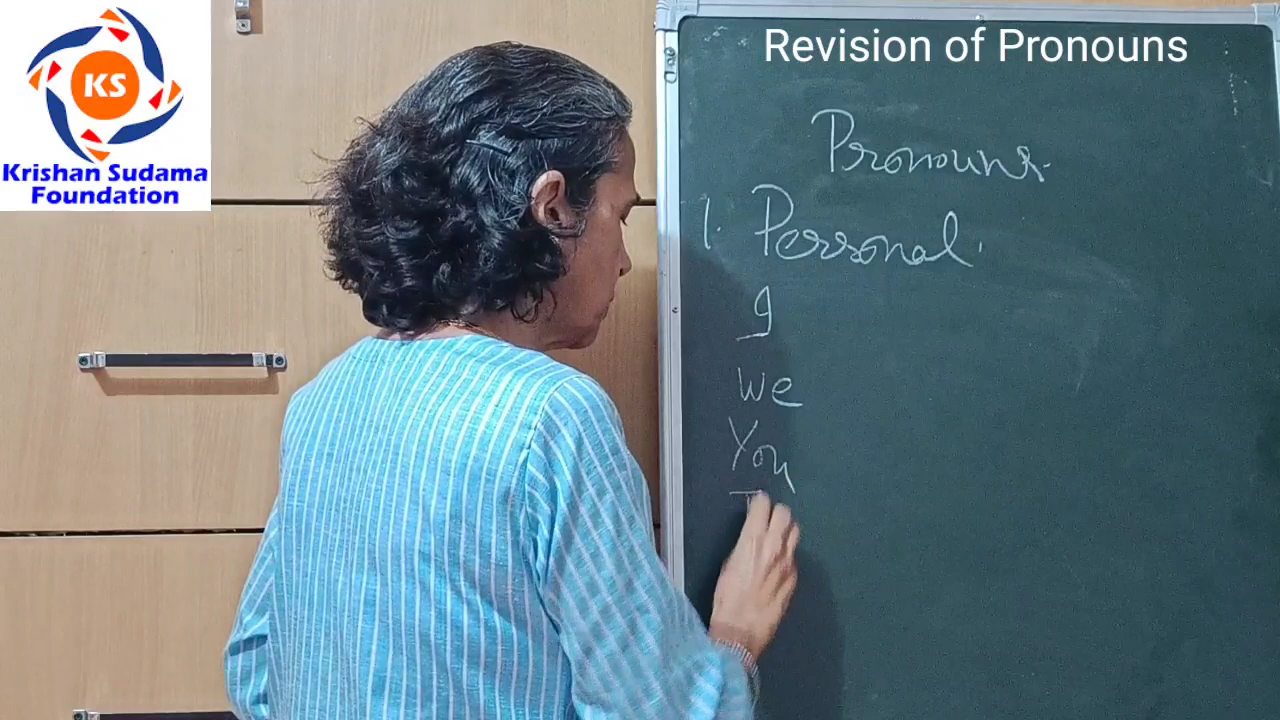 KS
Krishan Sudama
Foundation
Revision of Pronouns
Pronouns.
1. Personal.
I
We
You
T